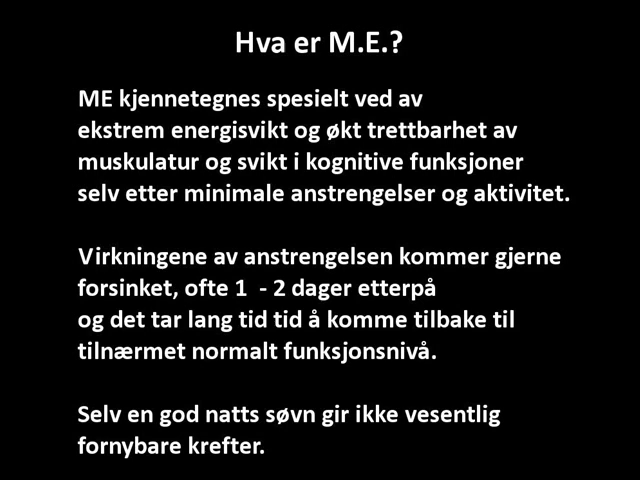 Hva er M.E.?
ME kjennetegnes spesielt ved av
ekstrem energisvikt og økt trettbarhet av
muskulatur og svikt i kognitive funksjoner
selv etter minimale anstrengelser og aktivitet.
Virkningene av anstrengelsen kommer gjerne
forsinket, ofte 1  - 2 dager etterpå
og det tar lang tid tid å komme tilbake til
tilnærmet normalt funksjonsnivå.
Selv en god natts søvn gir ikke vesentlig
fornybare krefter.